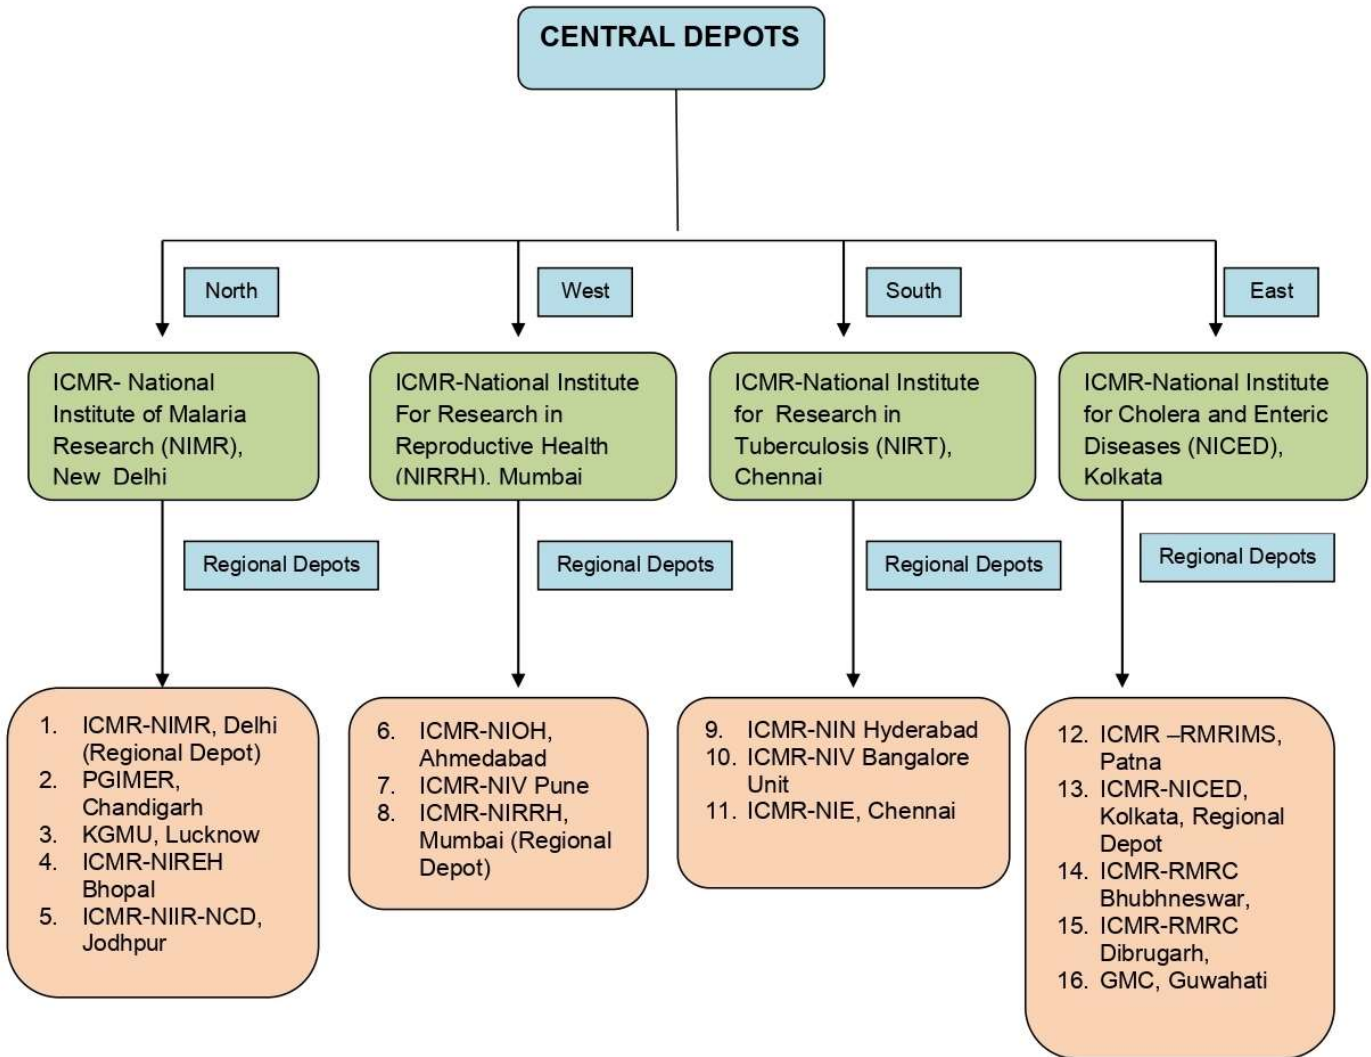 CENTRAL DEPOTS
North
West
South
East
ICMR- National
Institute of Malaria
Research (NIMR),
New Delhi
ICMR-National Institute
For Research in
Reproductive Health
(NIRRH), Mumbai
ICMR-National Institute
for Research in
Tuberculosis (NIRT),
Chennai
ICMR-National Institute
for Cholera and Enteric
Diseases (NICED),
Kolkata
Regional Depots
Regional Depots
Regional Depots
Regional Depots
1. ICMR-NIMR, Delhi
(Regional Depot)
2. PGIMER,
Chandigarh
3. KGMU, Lucknow
4. ICMR-NIREH
Bhopal
5. ICMR-NIIR-NCD,
Jodhpur
6. ICMR-NIOH,
Ahmedabad
7. ICMR-NIV Pune
8. ICMR-NIRRH,
Mumbai (Regional
Depot)
9. ICMR-NIN Hyderabad
10. ICMR-NIV Bangalore
Unit
11. ICMR-NIE, Chennai
12. ICMR –RMRIMS,
Patna
13. ICMR-NICED,
Kolkata, Regional
Depot
14. ICMR-RMRC
Bhubhneswar,
15. ICMR-RMRC
Dibrugarh,
16. GMC, Guwahati